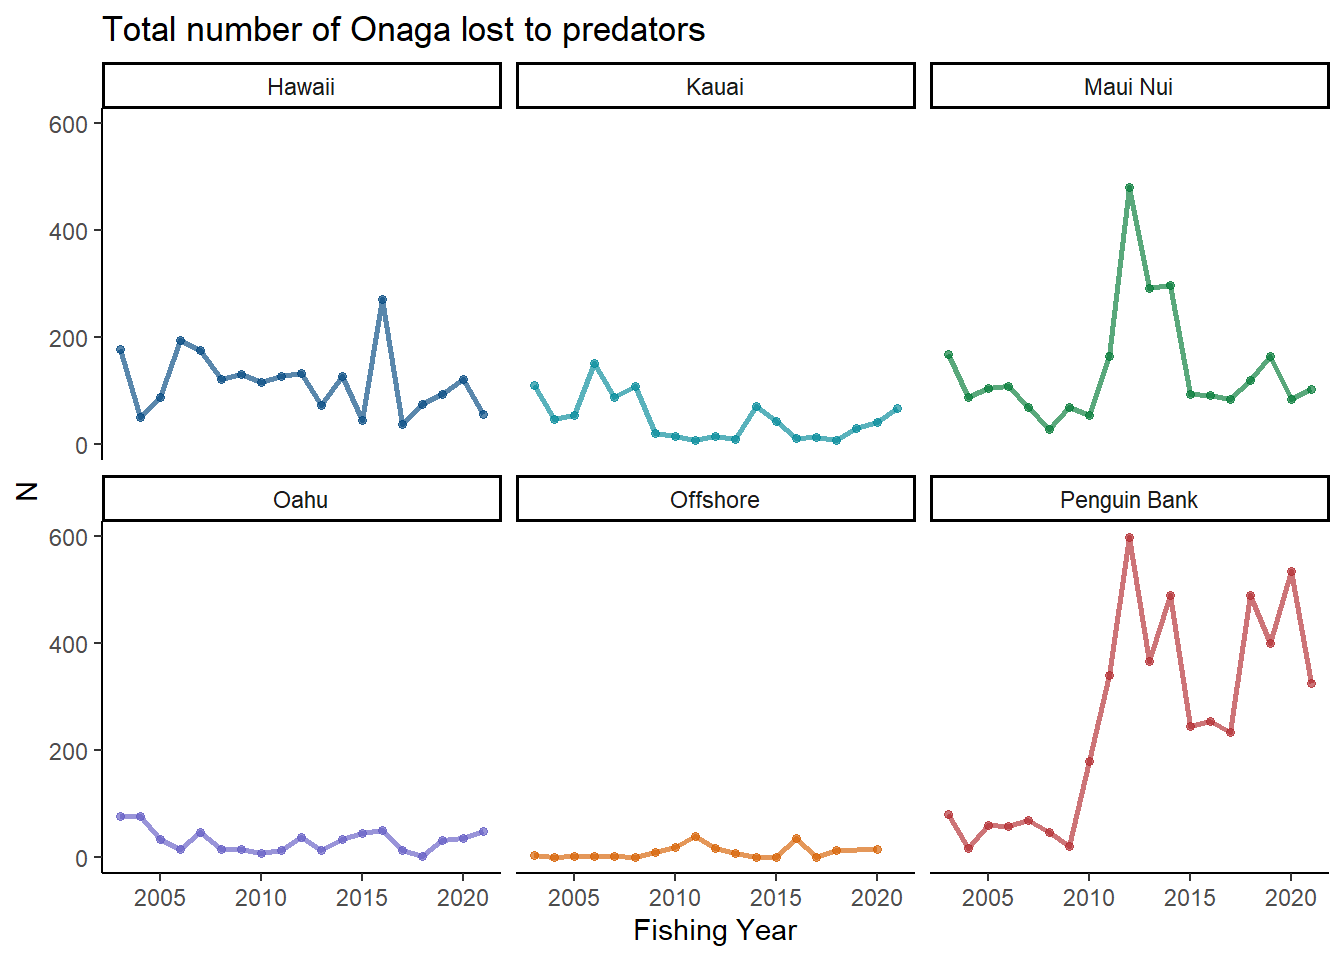 Total number of Onaga lost to predators
Hawaii
Kauai
Maui Nui
600
400
200
0
N
Oahu
Offshore
Penguin Bank
600
400
200
0
2005 2010 2015 2020
2005 2010 2015 2020
2005 2010 2015 2020
Fishing Year